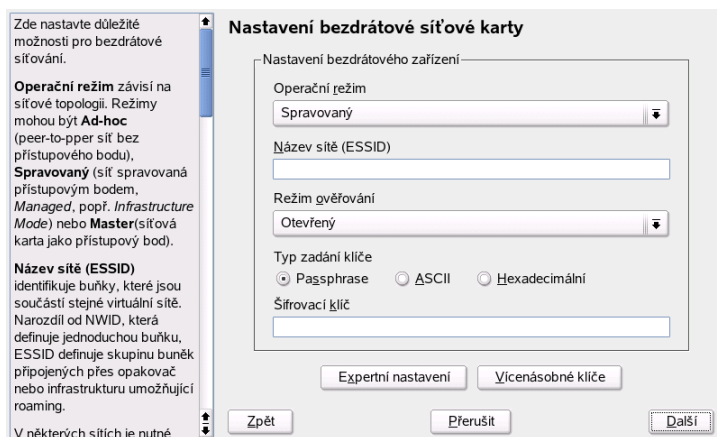 Zde nastavte důležité
možnosti pro bezdrátové
síťování.
Operační režim závisí na
síťové topologii. Režimy
mohou být Ad-hoc
(peer-to-pper síť bez
přístupového bodu),
Spravovaný (síť spravovaná
přístupovým bodem,
Managed, popř. Infrastructure
Mode) nebo Master(síťová
karta jako přístupový bod).
Název sítě (ESSID)
identifikuje buňky, které jsou
součástí stejné virtuální sítě.
Narozdíl od NWID, která
definuje jednoduchou buňku,
ESSID definuje skupinu buněk
připojených přes opakovač
nebo infrastrukturu umožňující
roaming.
V některých sítích je nutné
Nastavení bezdrátové síťové karty
Nastavení bezdrátového zařízení
Operační režim
Spravovaný
Název sítě (ESSID)
Režim ověřování
Otevřený
Typ zadání klíče
Passphrase ASCII Hexadecimální
Šifrovací klíč
Expertní nastavení Vícenásobné klíče
Zpět Přerušit Další